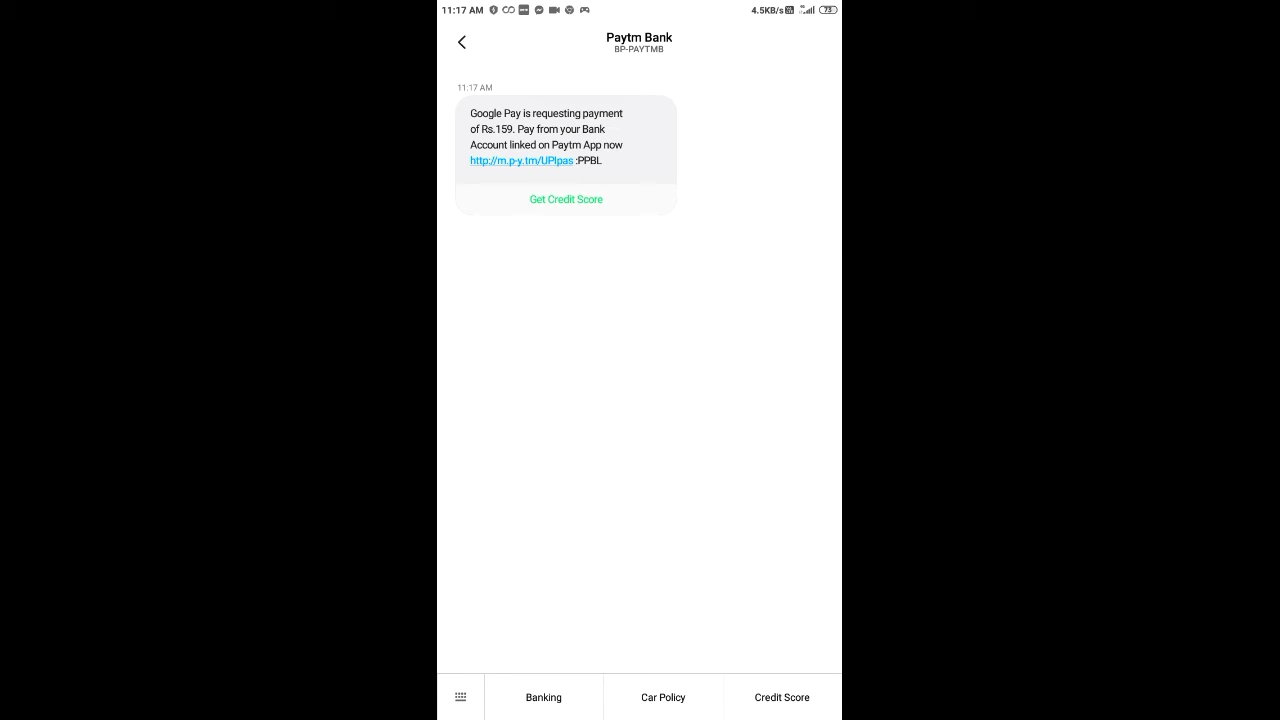 11:17 AM 4.5KB/s 73
Paytm Bank
BP-PAYTMB
11:17 AM
Google Pay is requesting payment
of Rs.159. Pay from your Bank
Account linked on Paytm App now
http://m.p-y.tm/UPIpas :PPBL
Get Credit Score
Banking Car Policy Credit Score